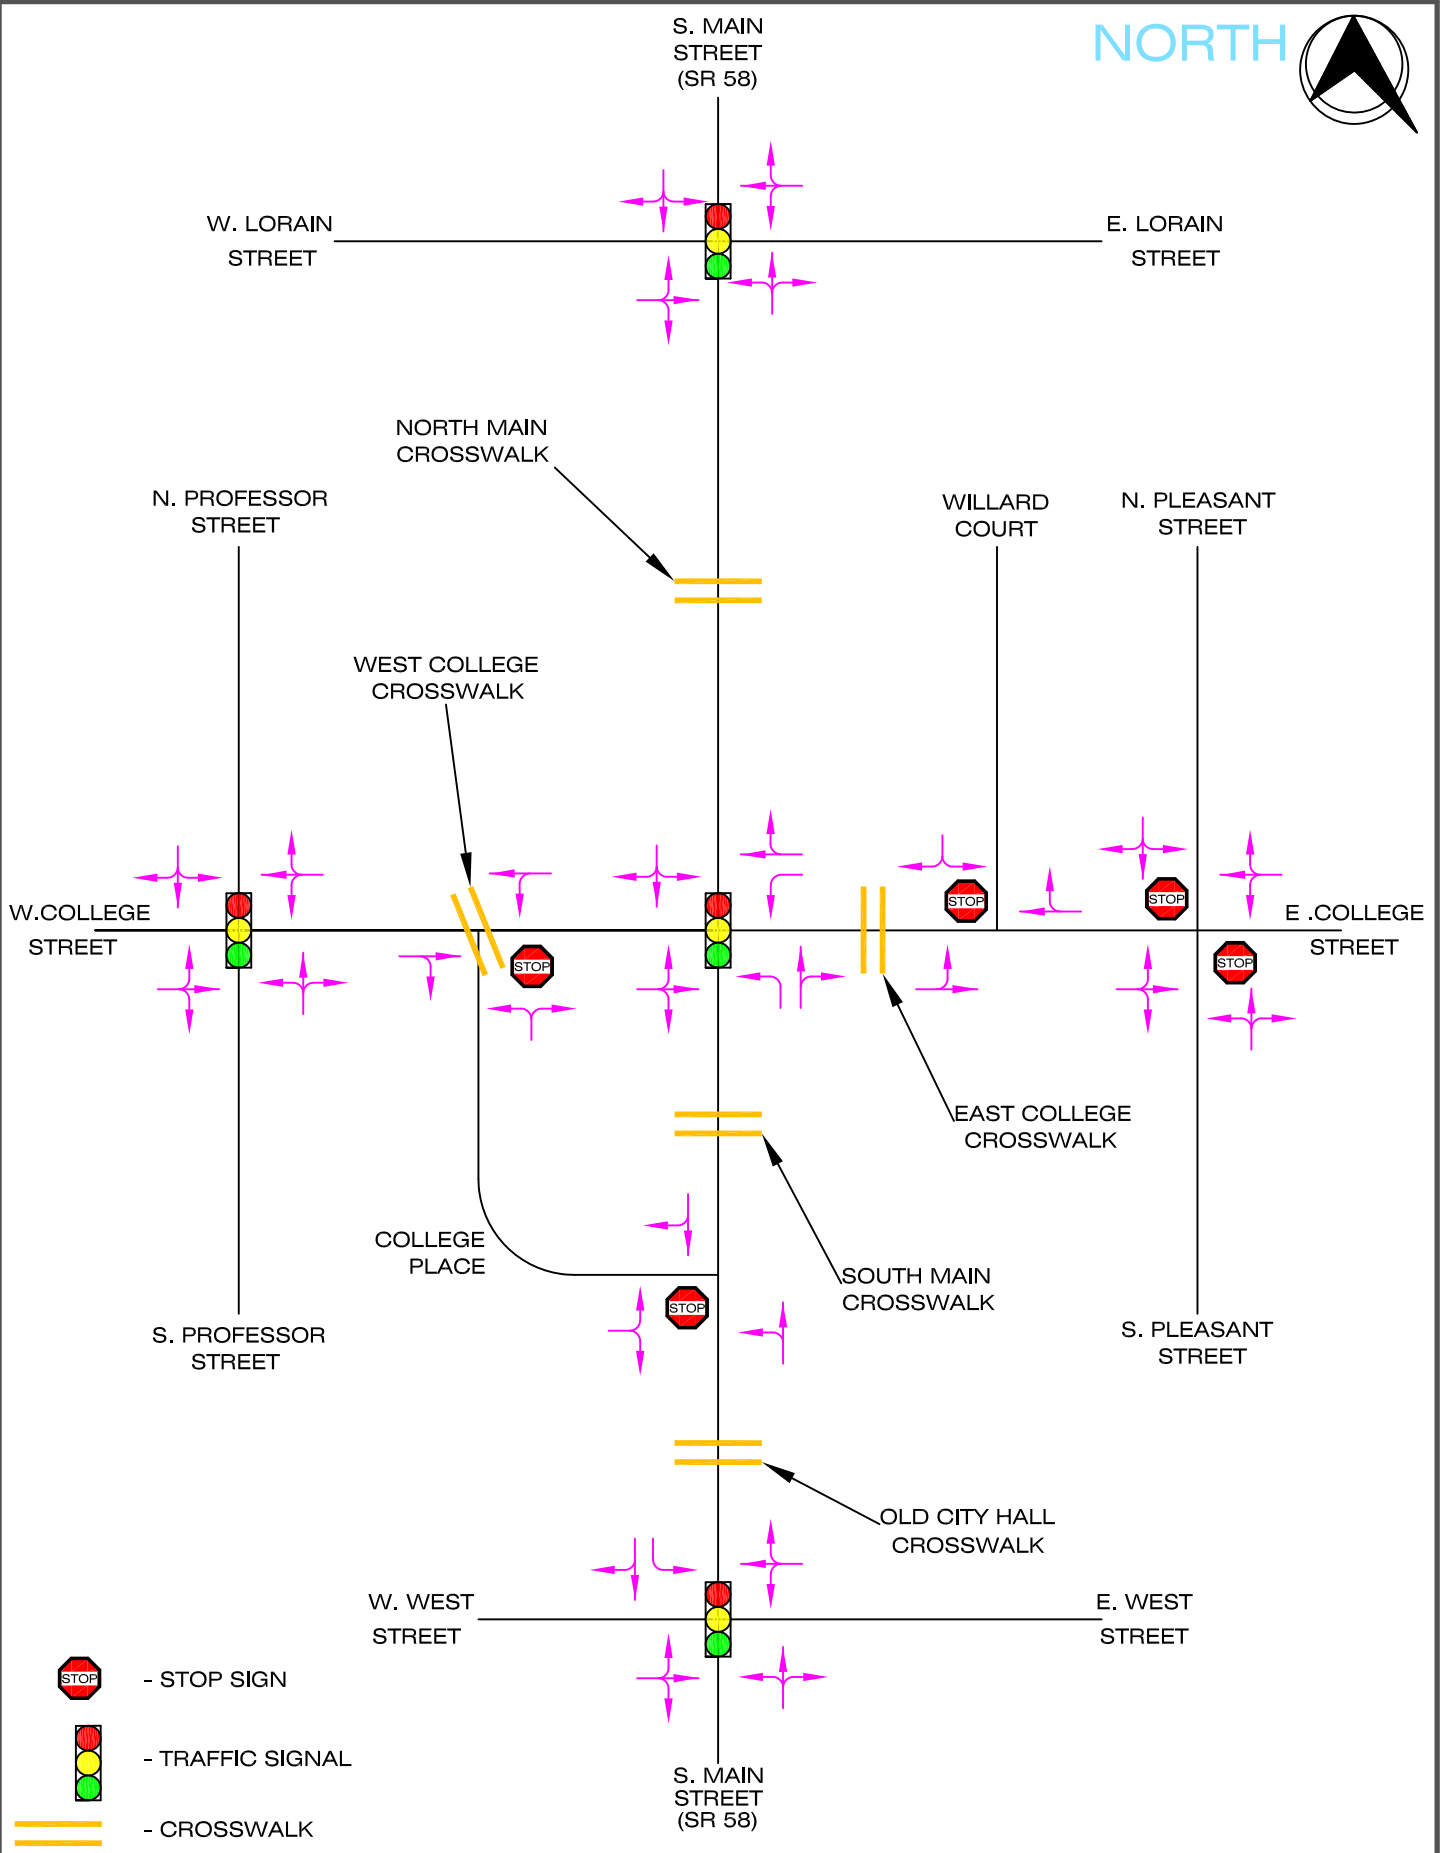 S. MAIN
STREET
(SR 58)
NORTH
W. LORAIN
STREET
E. LORAIN
STREET
NORTH MAIN
CROSSWALK
N. PROFESSOR
STREET
WILLARD
COURT
N. PLEASANT
STREET
WEST COLLEGE
CROSSWALK
W.COLLEGE
STREET
STOP
STOP
E .COLLEGE
STREET
STOP
STOP
EAST COLLEGE
CROSSWALK
COLLEGE
PLACE
SOUTH MAIN
CROSSWALK
STOP
S. PROFESSOR
STREET
S. PLEASANT
STREET
OLD CITY HALL
CROSSWALK
W. WEST
STREET
E. WEST
STREET
STOP
- STOP SIGN
- TRAFFIC SIGNAL
S. MAIN
STREET
(SR 58)
- CROSSWALK